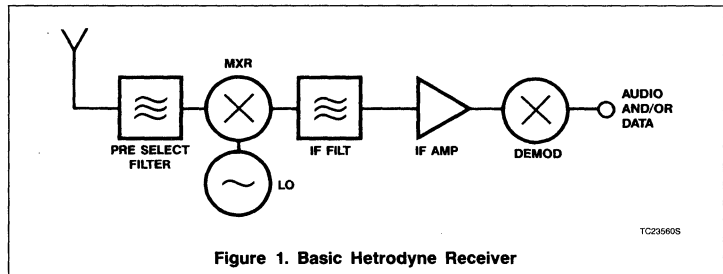 MXR
AUDIO
AND/OR
DATA
PRE SELECT
FILTER
IF FILT
IF AMP
DEMOD
LO
TC23560S
Figure 1. Basic Hetrodyne Receiver